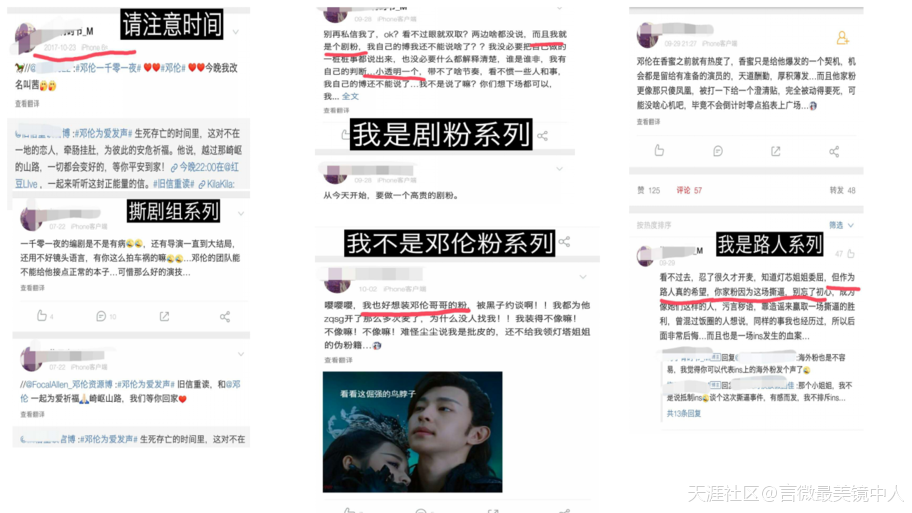 请注意时间
2017-10-23 iPhone 6s
//@ :#邓伦一千零一夜# ❤❤#邓伦# ❤❤今晚我改
名叫茜
查看翻译
博 :#邓伦为爱发声# 生死存亡的时间里，这对不在
一地的恋人，牵肠挂肚，为彼此的安危祈福。他说，越过那崎岖
的山路，一切都会变好的，等你平安到家！ 今晚22:00在@红
豆Live ，一起来听听这封正能量的信。#旧信重读# KilaKila:
撕剧组系列
07-22 iPhone客户端
一千零一夜的编剧是不是有病，还有导演一直到大结局，
还用不好镜头语言，有你这么拍车祸的嘛…邓伦的团队能
不能给他接点正常的本子…可惜那么好的演技…
查看翻译
4
5
07-22 iPhone客户端
//@FocalAllen_邓伦资源博 :#邓伦为爱发声# 旧信重读，和@邓
伦 一起为爱祈福🙏崎岖山路，我们等你回家❤
查看翻译
博 :#邓伦为爱发声# 生死存亡的时间里，这对不在
09-28 iPhone客户端
别再私信我了，ok？看不过眼就双取？两边啥都没说，而且我就
是个剧粉，我自己的博我还不能说啥了？？我没必要把自己做的
一桩桩事都说出来，也没必要什么都解释清楚，谁是谁非，我有
自己的判断…小透明一个，带不了啥节奏，看不惯一些人和事，
我自己的博还不能说了…我不是说了嘛？你们想下场都可以，
我... 全文
查看翻译
我是剧粉系列
09-28 iPhone客户端
从今天开始，要做一个高贵的剧粉。
我不是邓伦粉系列
10-02 iPhone客户端
嘤嘤嘤，我也好想装邓伦哥哥的粉，被黑子约谈啊！！我都为他
zqsg开了那么多次麦了，为什么没人找我！！我装得不像嘛！
不像嘛！不像嘛！难怪尘尘说我是批皮的，还不给我领灯塔姐姐
的伪粉籍…
查看翻译
看看这倔强的鸟脖子
09-28 21:27 iPhone客户端
邓伦在香蜜之前就有热度了，香蜜只是给他爆发的一个契机，机
会都是留给有准备的演员的，天道酬勤，厚积薄发…而且他家粉
更像那只傻凤凰，被打一下给一个澄清贴，完全被动得要死，可
能没啥心机吧，毕竟不会倒计时零点掐表上广场…
赞 125 评论 57 转发 48
按热度排序 筛选
_M
09-28
47
我是路人系列
看不过去，忍了很久才开麦，知道灯芯姐姐委屈，但作为
路人真的希望，你家粉因为这场撕逼，别忘了初心，成为
像她们这样的人，污言秽语，靠造谣来赢取一场撕逼的胜
利，曾混过饭圈的人想说，同样的事我也经历过，所以后
面非常后悔…而且也是一场ins发生的血案…
回复@ :海外粉也是不容
易，我觉得你可以代表ins上的海外粉发个声了
回复@ :那个小姐姐，我不
是说抵制ins谈个这次撕逼事件，有感而发，我不排斥ins...
共13条回复
天涯社区@言微最美镜中人